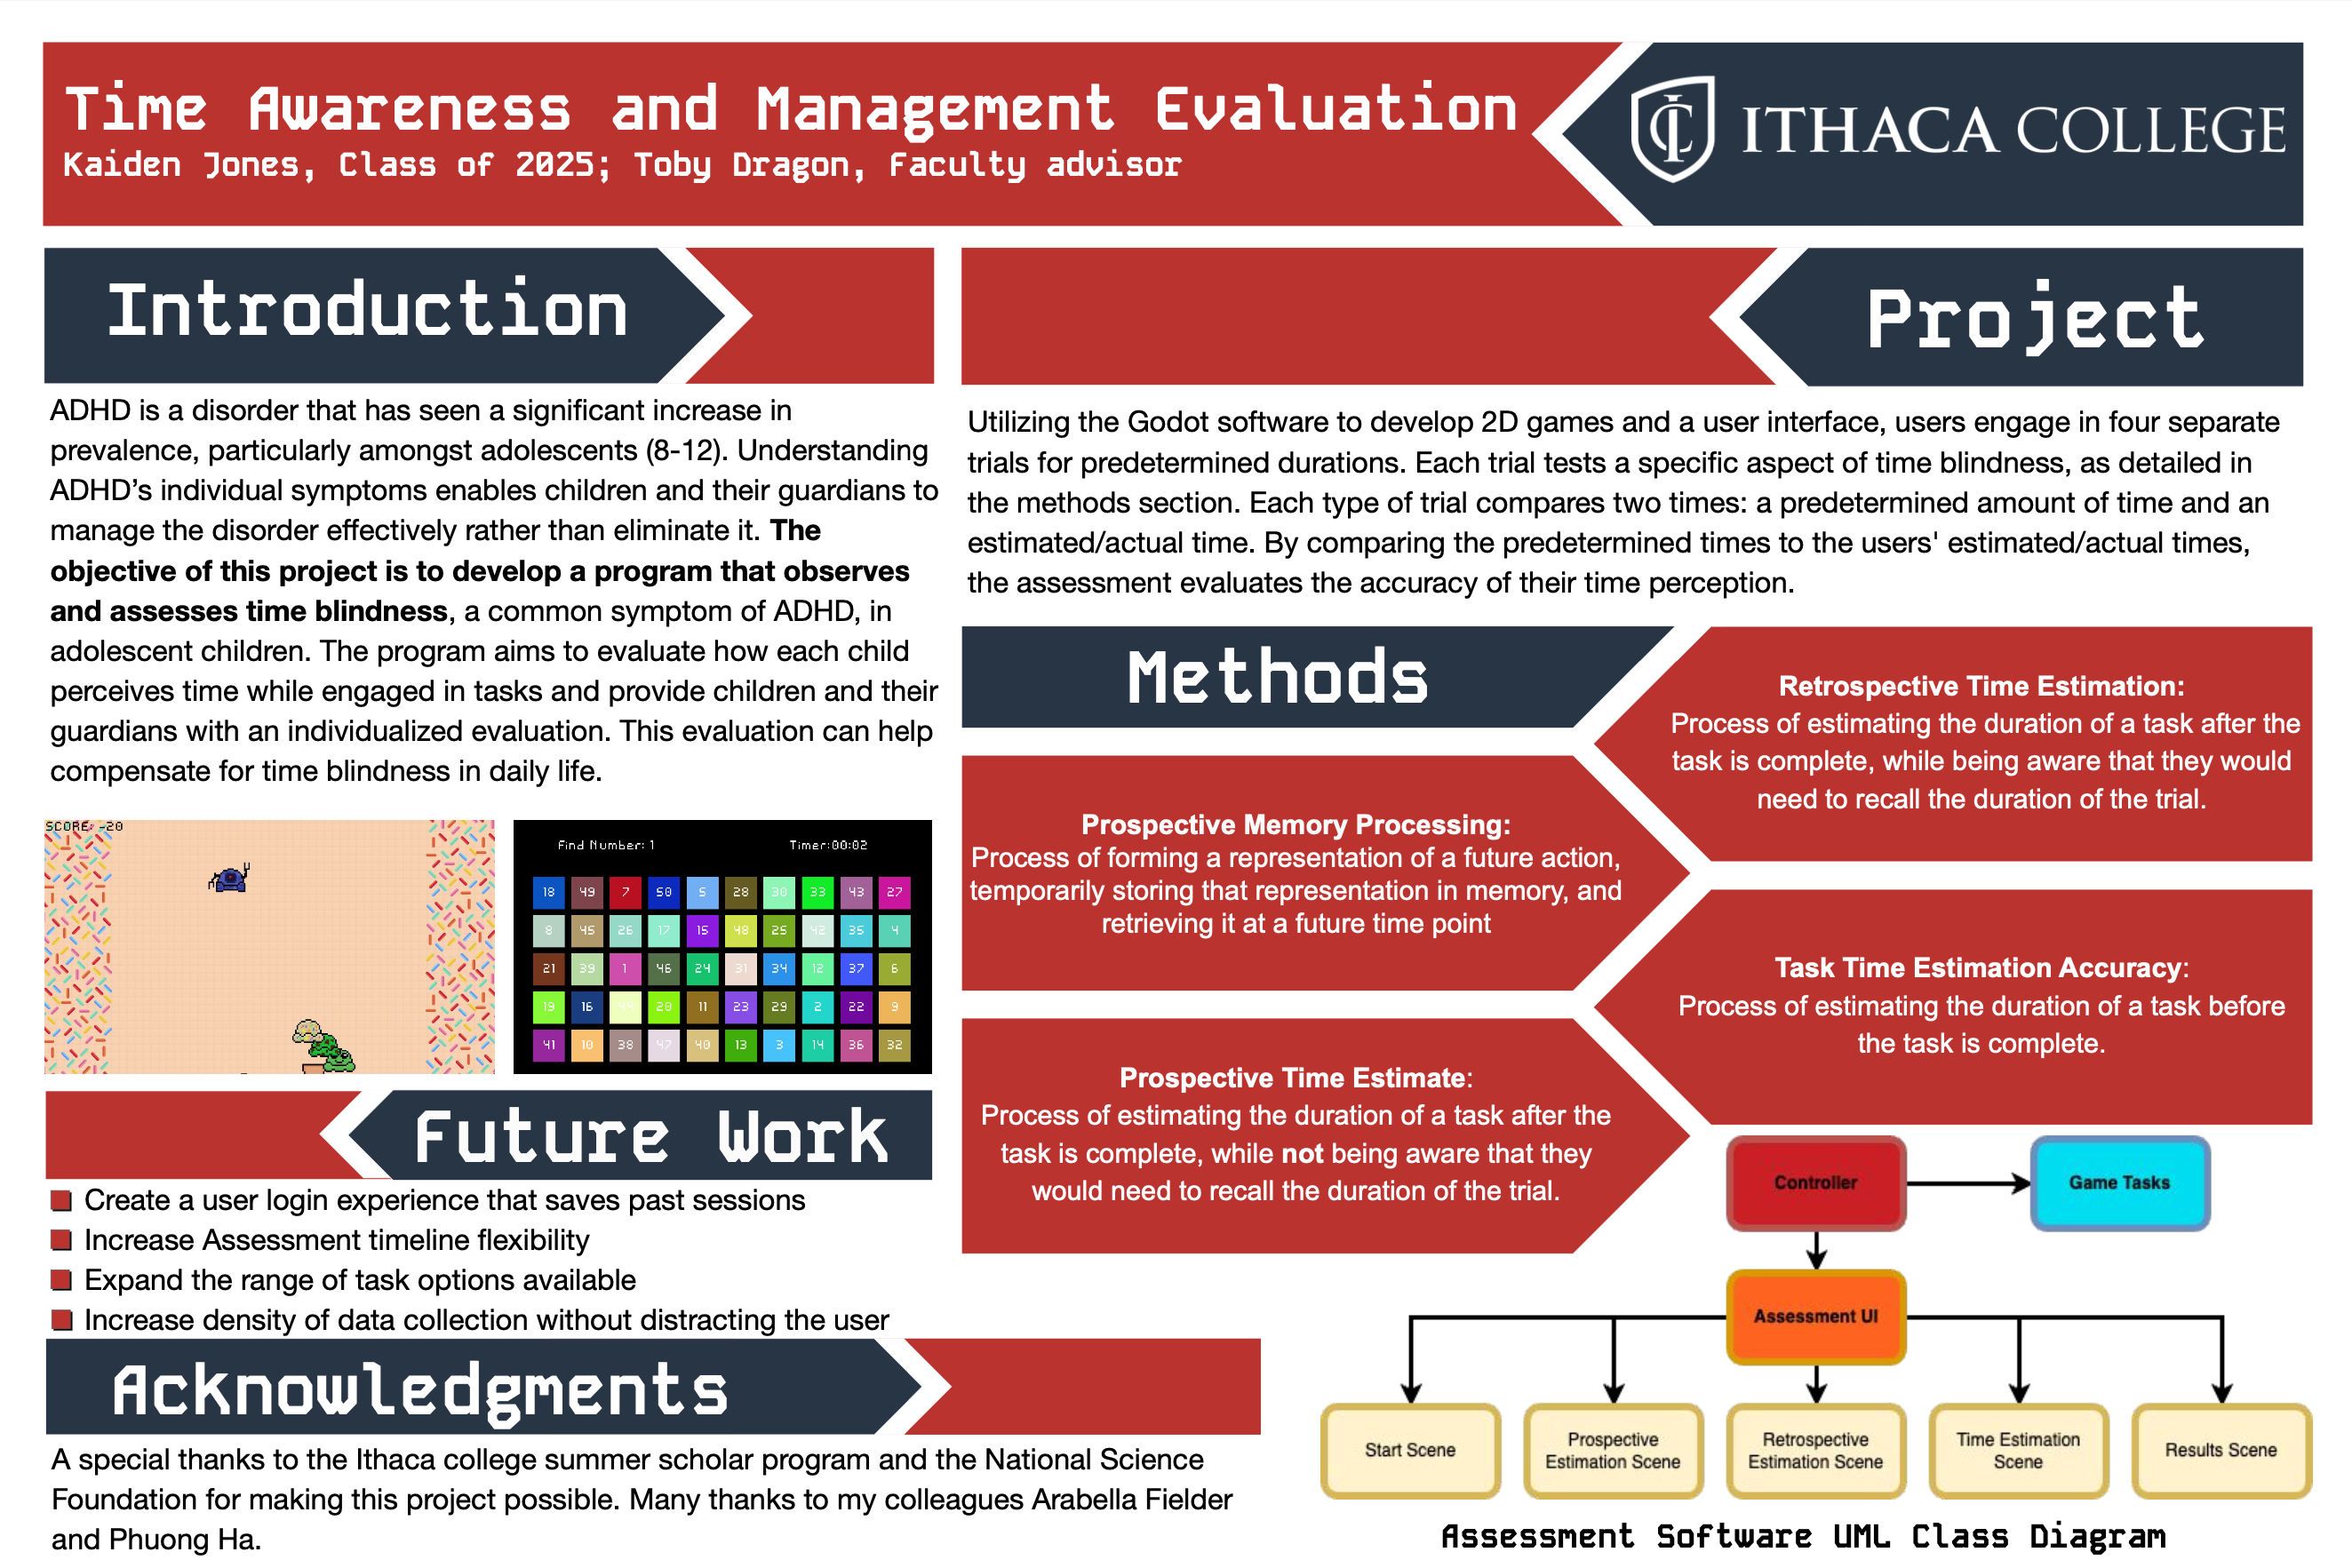 Time Awareness and Management Evaluation
Kaiden Jones, Class of 2025; Toby Dragon, Faculty advisor
ITHACA COLLEGE
Introduction
ADHD is a disorder that has seen a significant increase in
prevalence, particularly amongst adolescents (8-12). Understanding
ADHD’s individual symptoms enables children and their guardians to
manage the disorder effectively rather than eliminate it. The
objective of this project is to develop a program that observes
and assesses time blindness, a common symptom of ADHD, in
adolescent children. The program aims to evaluate how each child
perceives time while engaged in tasks and provide children and their
guardians with an individualized evaluation. This evaluation can help
compensate for time blindness in daily life.
SCORE: -20
Find Number: 1 Timer:00:02
18 49 7 50 5 28 30 33 43 27
8 45 26 17 15 48 25 42 35 4
21 39 1 46 24 31 34 12 37 6
19 16 44 20 11 23 29 2 22 9
41 10 38 47 40 13 3 14 36 32
Future Work
Create a user login experience that saves past sessions
Increase Assessment timeline flexibility
Expand the range of task options available
Increase density of data collection without distracting the user
Acknowledgments
A special thanks to the Ithaca college summer scholar program and the National Science
Foundation for making this project possible. Many thanks to my colleagues Arabella Fielder
and Phuong Ha.
Project
Utilizing the Godot software to develop 2D games and a user interface, users engage in four separate
trials for predetermined durations. Each trial tests a specific aspect of time blindness, as detailed in
the methods section. Each type of trial compares two times: a predetermined amount of time and an
estimated/actual time. By comparing the predetermined times to the users' estimated/actual times,
the assessment evaluates the accuracy of their time perception.
Methods
Prospective Memory Processing:
Process of forming a representation of a future action,
temporarily storing that representation in memory, and
retrieving it at a future time point
Prospective Time Estimate:
Process of estimating the duration of a task after the
task is complete, while not being aware that they
would need to recall the duration of the trial.
Retrospective Time Estimation:
Process of estimating the duration of a task after the
task is complete, while being aware that they would
need to recall the duration of the trial.
Task Time Estimation Accuracy:
Process of estimating the duration of a task before
the task is complete.
Controller
Game Tasks
Assessment UI
Start Scene
Prospective
Estimation Scene
Retrospective
Estimation Scene
Time Estimation
Scene
Results Scene
Assessment Software UML Class Diagram